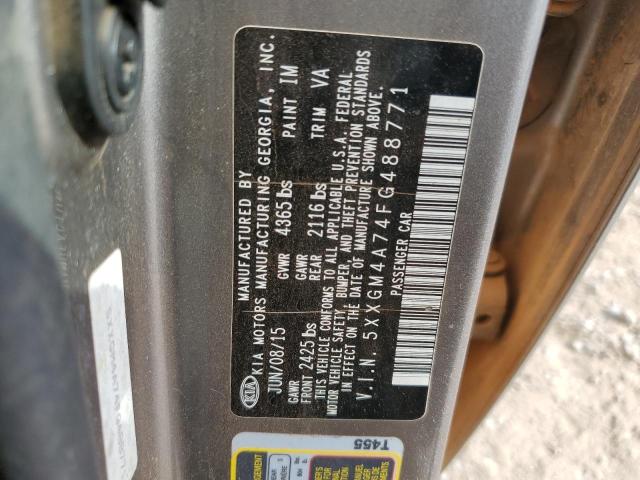 MANUFACTURED BY
KIA KIA MOTORS MANUFACTURING GEORGIA, INC.
JUN/08/15 GVWR 4365 lbs PAINT IM
GAWR FRONT 2425 lbs GAWR REAR 2116 lbs TRIM VA
THIS VEHICLE CONFORMS TO ALL APPLICABLE U.S.A. FEDERAL
MOTOR VEHICLE SAFETY, BUMPER, AND THEFT PREVENTION STANDARDS
IN EFFECT ON THE DATE OF MANUFACTURE SHOWN ABOVE.
V.I.N. 5XXGM4A74FG488771
PASSENGER CAR
T455